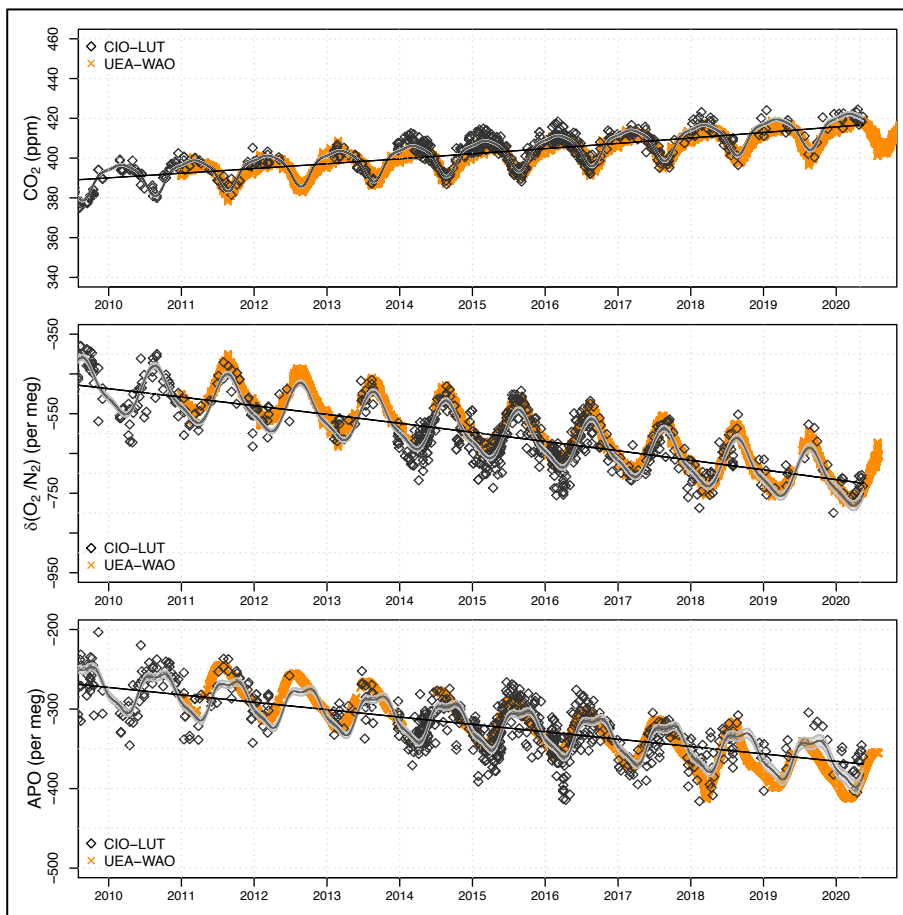 CO2 (ppm)
460
440
420
400
380
360
340
◇ CIO−LUT
× UEA−WAO
2010 2011 2012 2013 2014 2015 2016 2017 2018 2019 2020
δ(O2 /N2) (per meg)
−350
−550
−750
−950
◇ CIO−LUT
× UEA−WAO
2010 2011 2012 2013 2014 2015 2016 2017 2018 2019 2020
APO (per meg)
−200
−300
−400
−500
◇ CIO−LUT
× UEA−WAO
2010 2011 2012 2013 2014 2015 2016 2017 2018 2019 2020